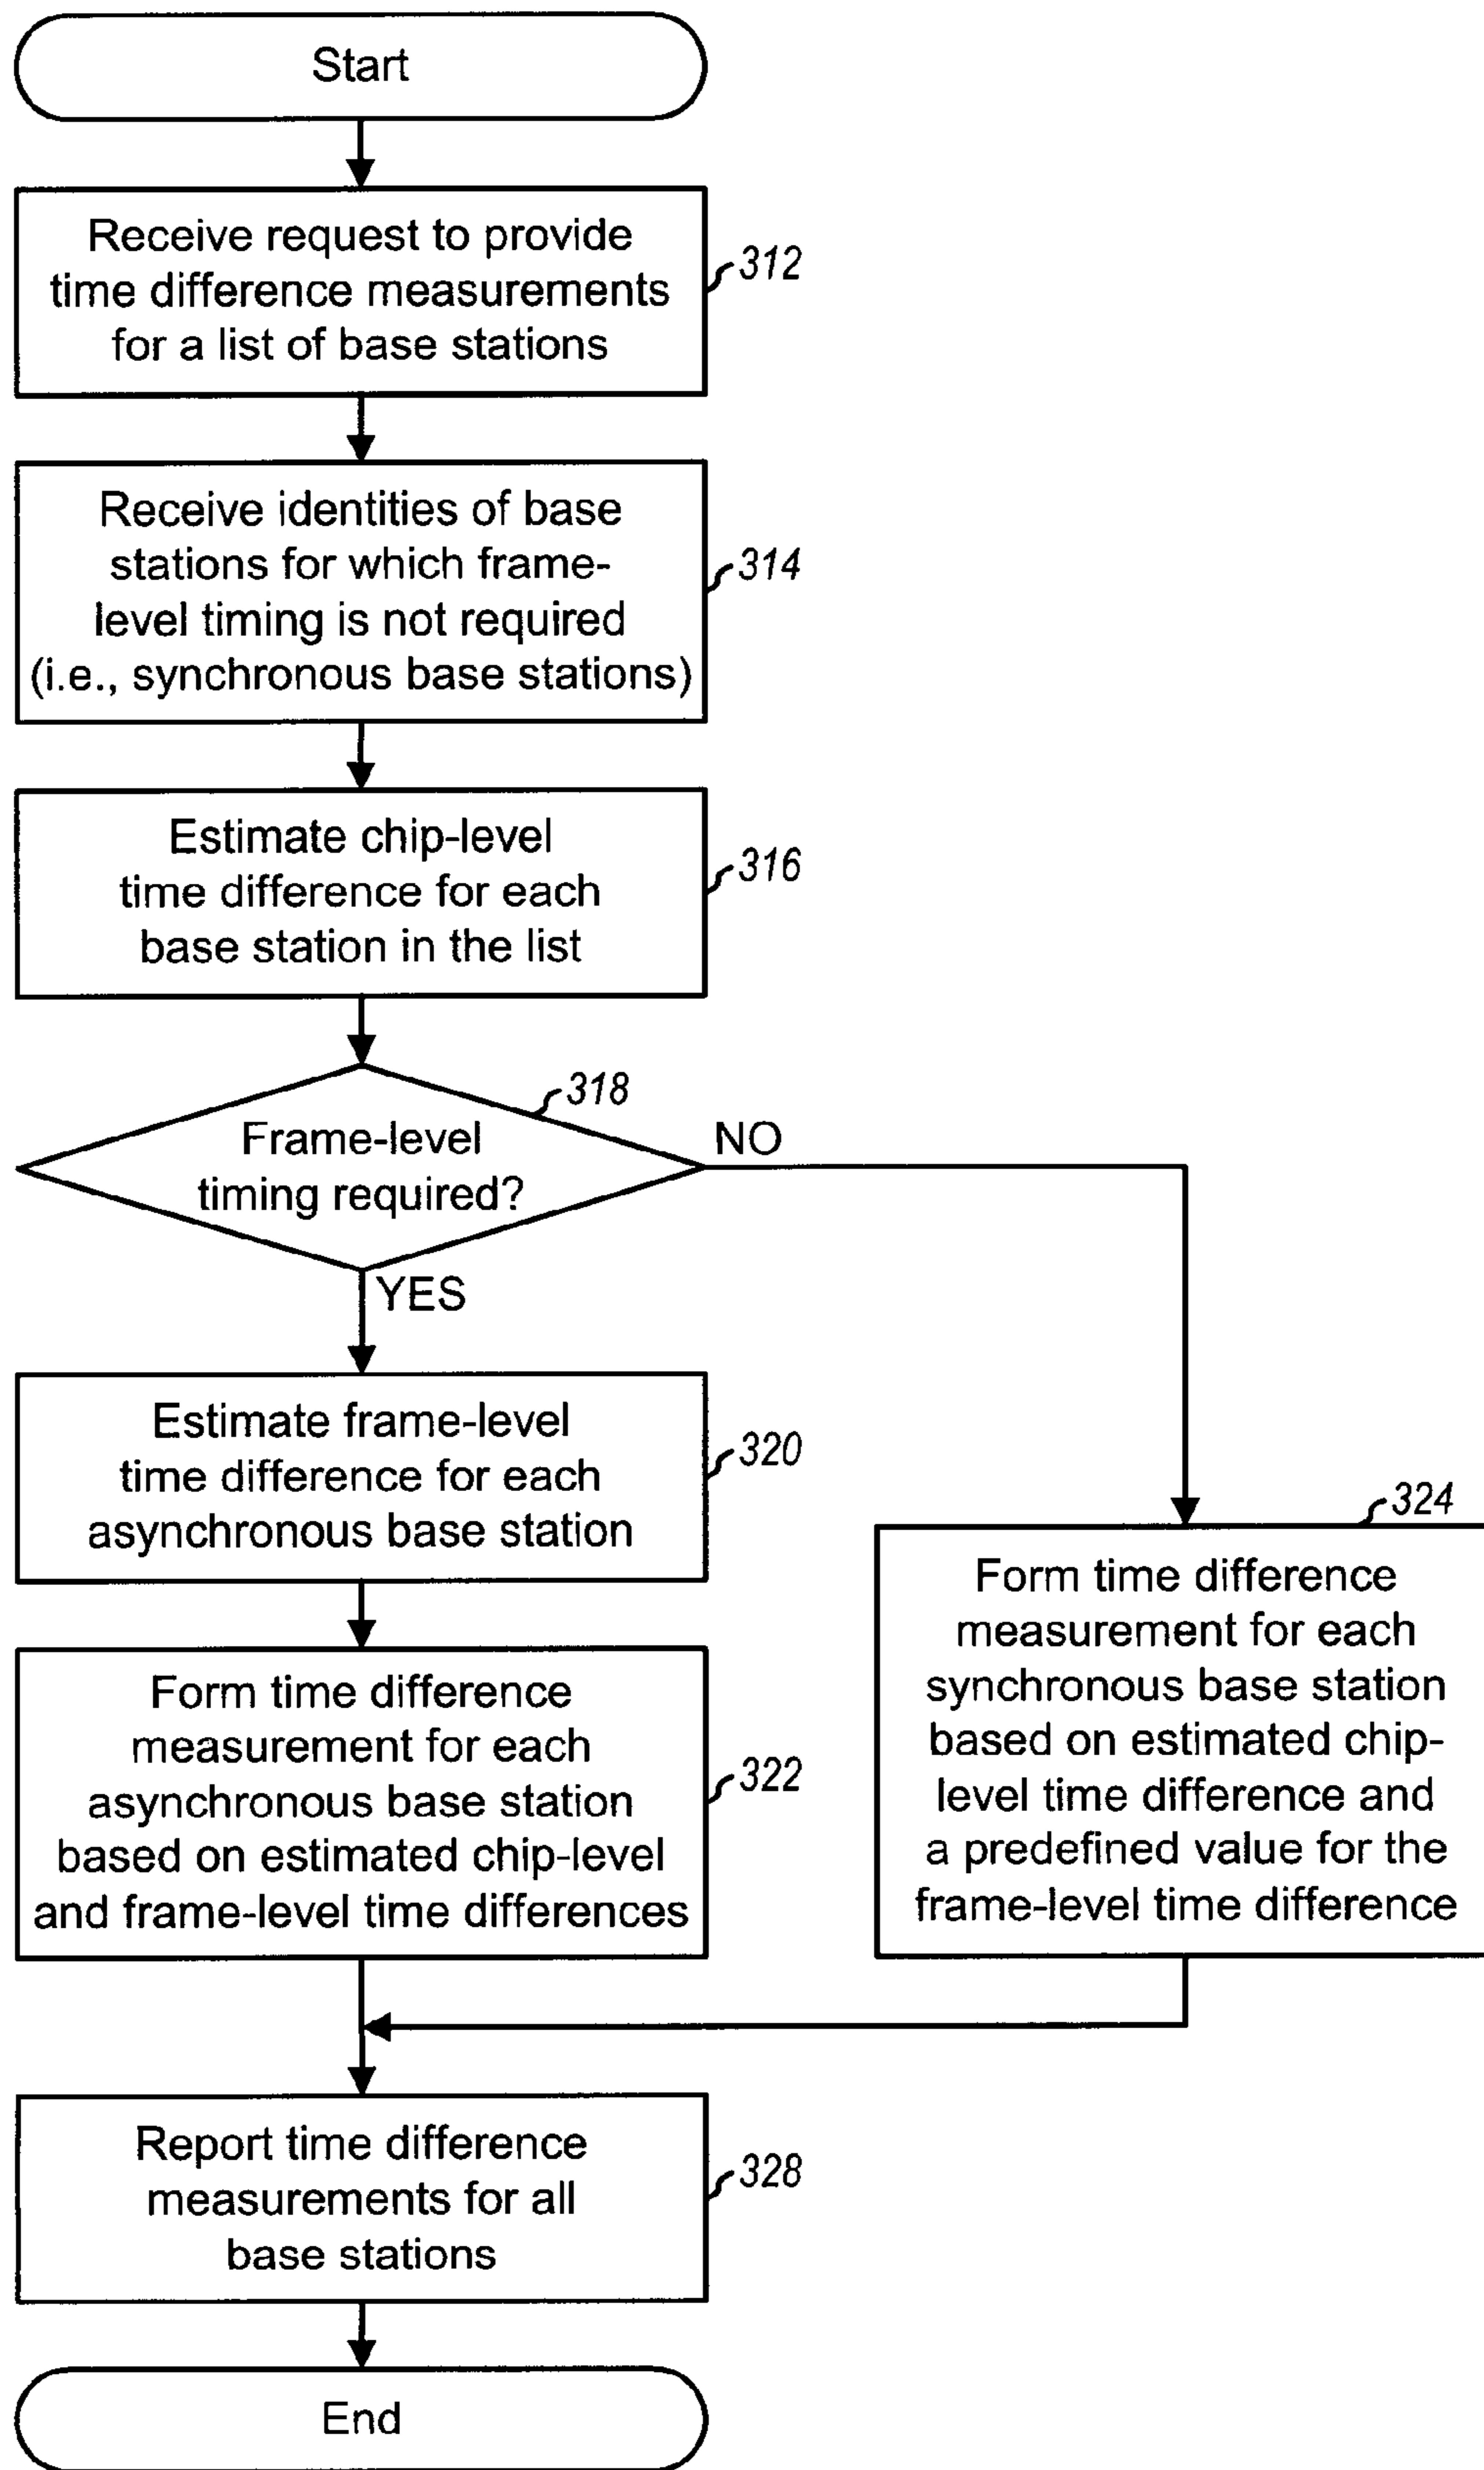 Start
Receive request to provide
time difference measurements
for a list of base stations
312
Receive identities of base
stations for which frame-
level timing is not required
(i.e., synchronous base stations)
314
Estimate chip-level
time difference for each
base station in the list
316
318
Frame-level
timing required?
NO
YES
Estimate frame-level
time difference for each
asynchronous base station
320
Form time difference
measurement for each
asynchronous base station
based on estimated chip-level
and frame-level time differences
322
324
Form time difference
measurement for each
synchronous base station
based on estimated chip-
level time difference and
a predefined value for the
frame-level time difference
Report time difference
measurements for all
base stations
328
End